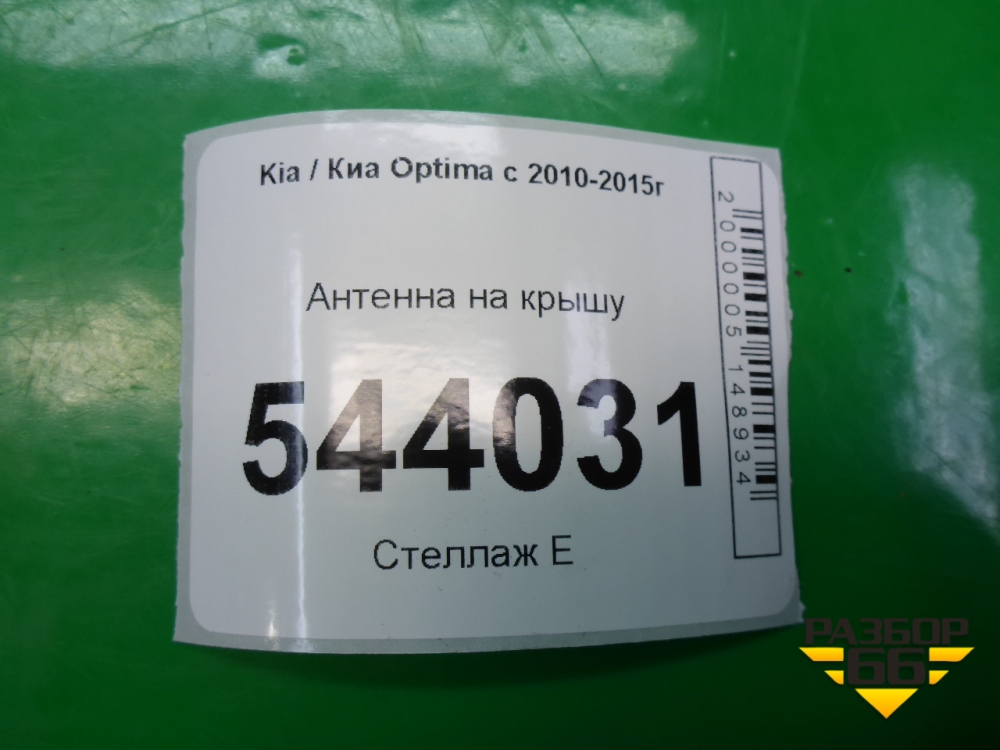 Kia / Киа Optima с 2010-2015г
Антенна на крышу
544031
Стеллаж Е
2000005148934
РАЗБОР
66